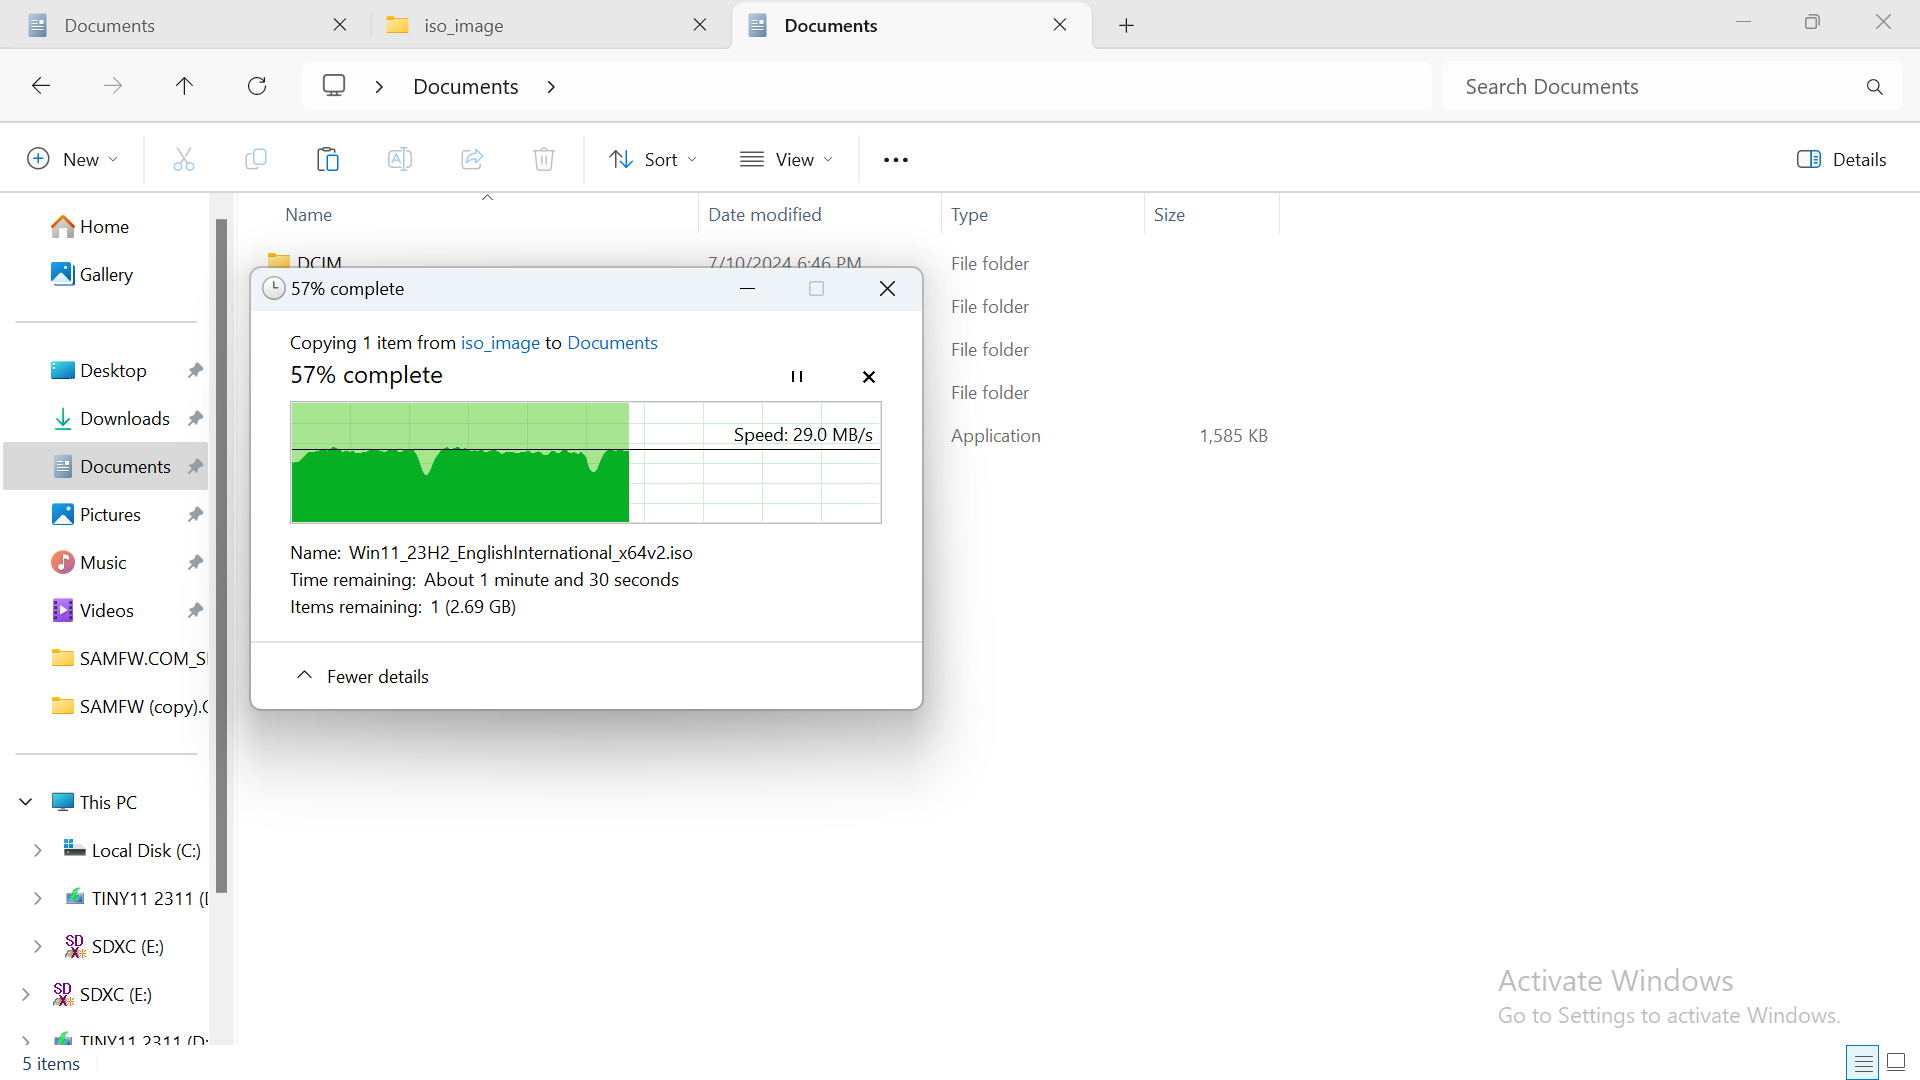 Documents
iso_image
Documents
Documents
Search Documents
New
Sort
View
Details
Home
Gallery
Desktop
Downloads
Documents
Pictures
Music
Videos
SAMFW.COM_S
SAMFW (copy).
This PC
Local Disk (C:)
TINY11 2311 (
SDXC (E:)
SDXC (E:)
TINY11 2311 (D:
5 items
Name
Date modified
Type
Size
DCIM
7/10/2024 6:46 PM
File folder
File folder
File folder
File folder
Application
1,585 KB
57% complete
Copying 1 item from iso_image to Documents
57% complete
Speed: 29.0 MB/s
Name: Win11_23H2_EnglishInternational_x64v2.iso
Time remaining: About 1 minute and 30 seconds
Items remaining: 1 (2.69 GB)
Fewer details
Activate Windows
Go to Settings to activate Windows.